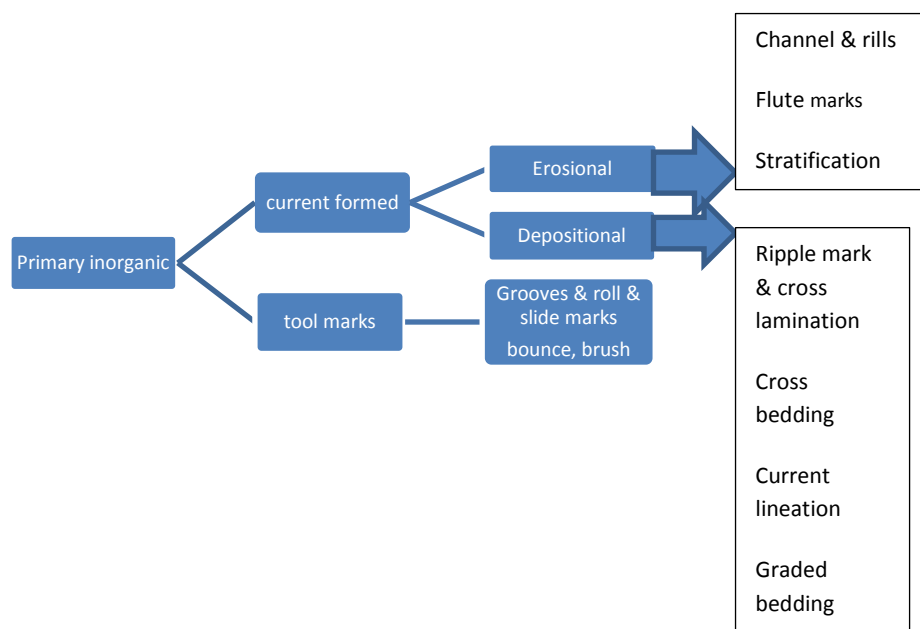 Primary inorganic
current formed
tool marks
Erosional
Depositional
Grooves & roll &
slide marks
bounce, brush
Channel & rills
Flute marks
Stratification
Ripple mark
& cross
lamination
Cross
bedding
Current
lineation
Graded
bedding